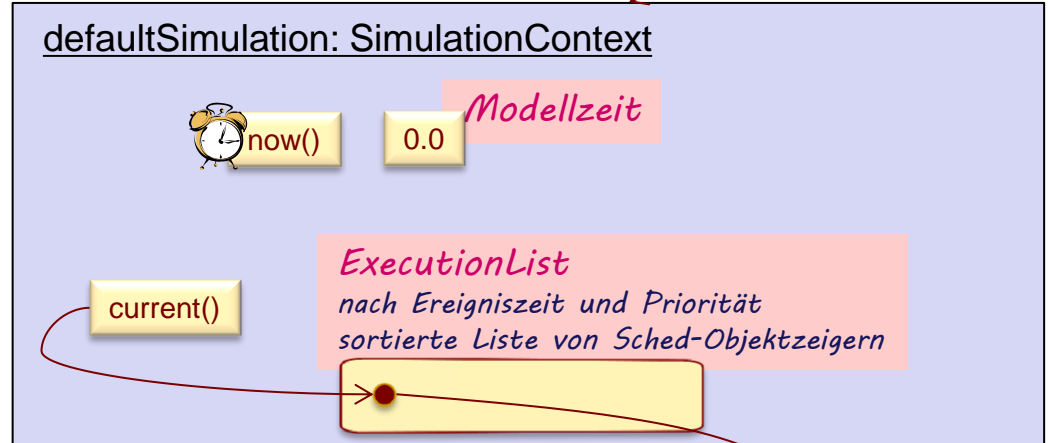 defaultSimulation: SimulationContext
Modellzeit
now()
0.0
ExecutionList
nach Ereigniszeit und Priorität
sortierte Liste von Sched-Objektzeigern
current()